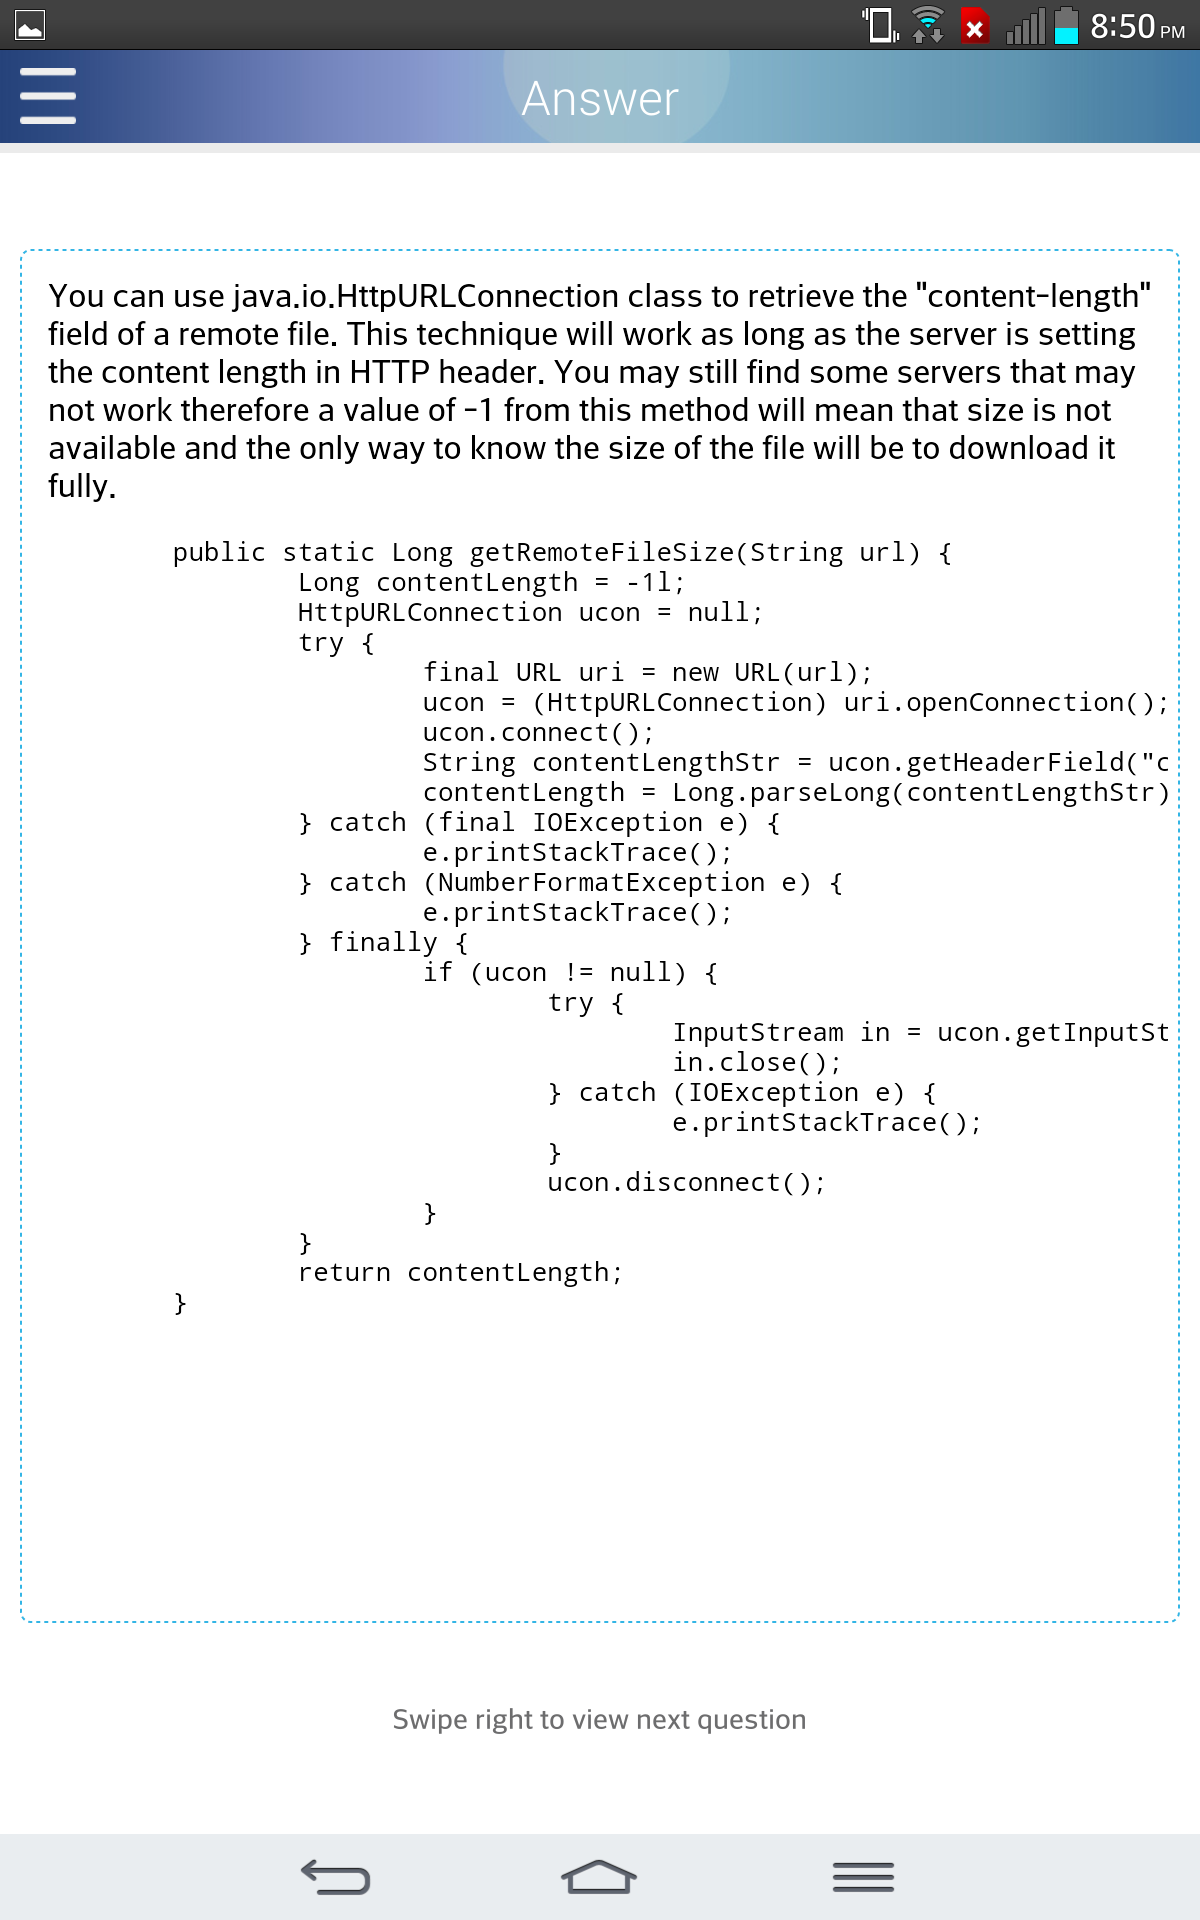 8:50 PM
Answer
You can use java.io.HttpURLConnection class to retrieve the "content-length"
field of a remote file. This technique will work as long as the server is setting
the content length in HTTP header. You may still find some servers that may
not work therefore a value of -1 from this method will mean that size is not
available and the only way to know the size of the file will be to download it
fully.
public static Long getRemoteFileSize(String url) {
Long contentLength = -1l;
HttpURLConnection ucon = null;
try {
final URL uri = new URL(url);
ucon = (HttpURLConnection) uri.openConnection();
ucon.connect();
String contentLengthStr = ucon.getHeaderField("c
contentLength = Long.parseLong(contentLengthStr)
} catch (final IOException e) {
e.printStackTrace();
} catch (NumberFormatException e) {
e.printStackTrace();
} finally {
if (ucon != null) {
try {
InputStream in = ucon.getInputSt
in.close();
} catch (IOException e) {
e.printStackTrace();
}
ucon.disconnect();
}
}
return contentLength;
}
Swipe right to view next question